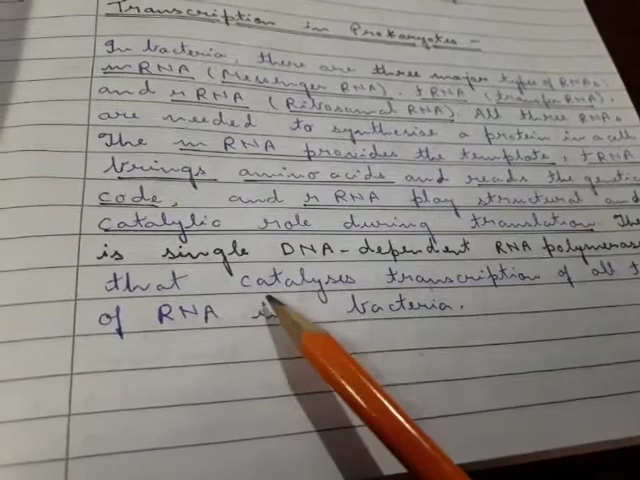 Transcription in Prokaryotes -
In bacteria, there are three major types of RNAs:
mRNA (Messenger RNA), tRNA (transfer RNA),
and rRNA (Ribosomal RNA). All three RNAs
are needed to synthesise a protein in a cell
The mRNA provides the template, tRNA
brings aminoacids and reads the genetic
code, and rRNA play structural and
catalytic role during translation The
is single DNA-dependent RNA polymerase
that catalyses transcription of all t
of RNA in bacteria.